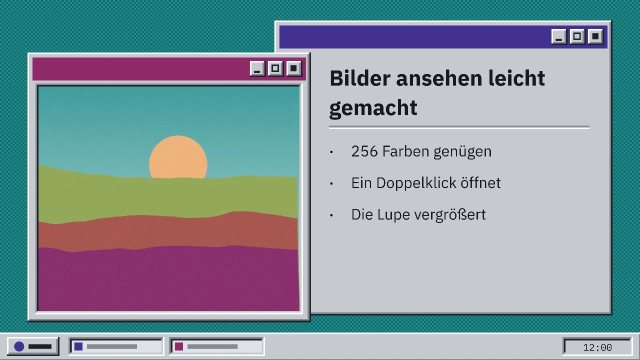 Bilder ansehen leicht
gemacht
· 256 Farben genügen
· Ein Doppelklick öffnet
· Die Lupe vergrößert
12:00